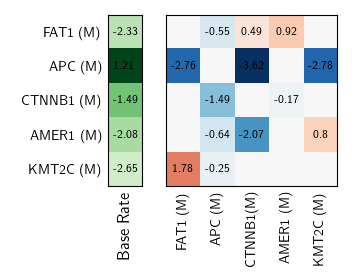 FAT1 (M) -2.33 -0.55 0.49 0.92
APC (M) 1.21 -2.76 -3.62 -2.78
CTNNB1 (M) -1.49 -1.49 -0.17
AMER1 (M) -2.08 -0.64 -2.07 0.8
KMT2C (M) -2.65 1.78 -0.25
Base Rate
FAT1 (M)
APC (M)
CTNNB1(M)
AMER1 (M)
KMT2C (M)